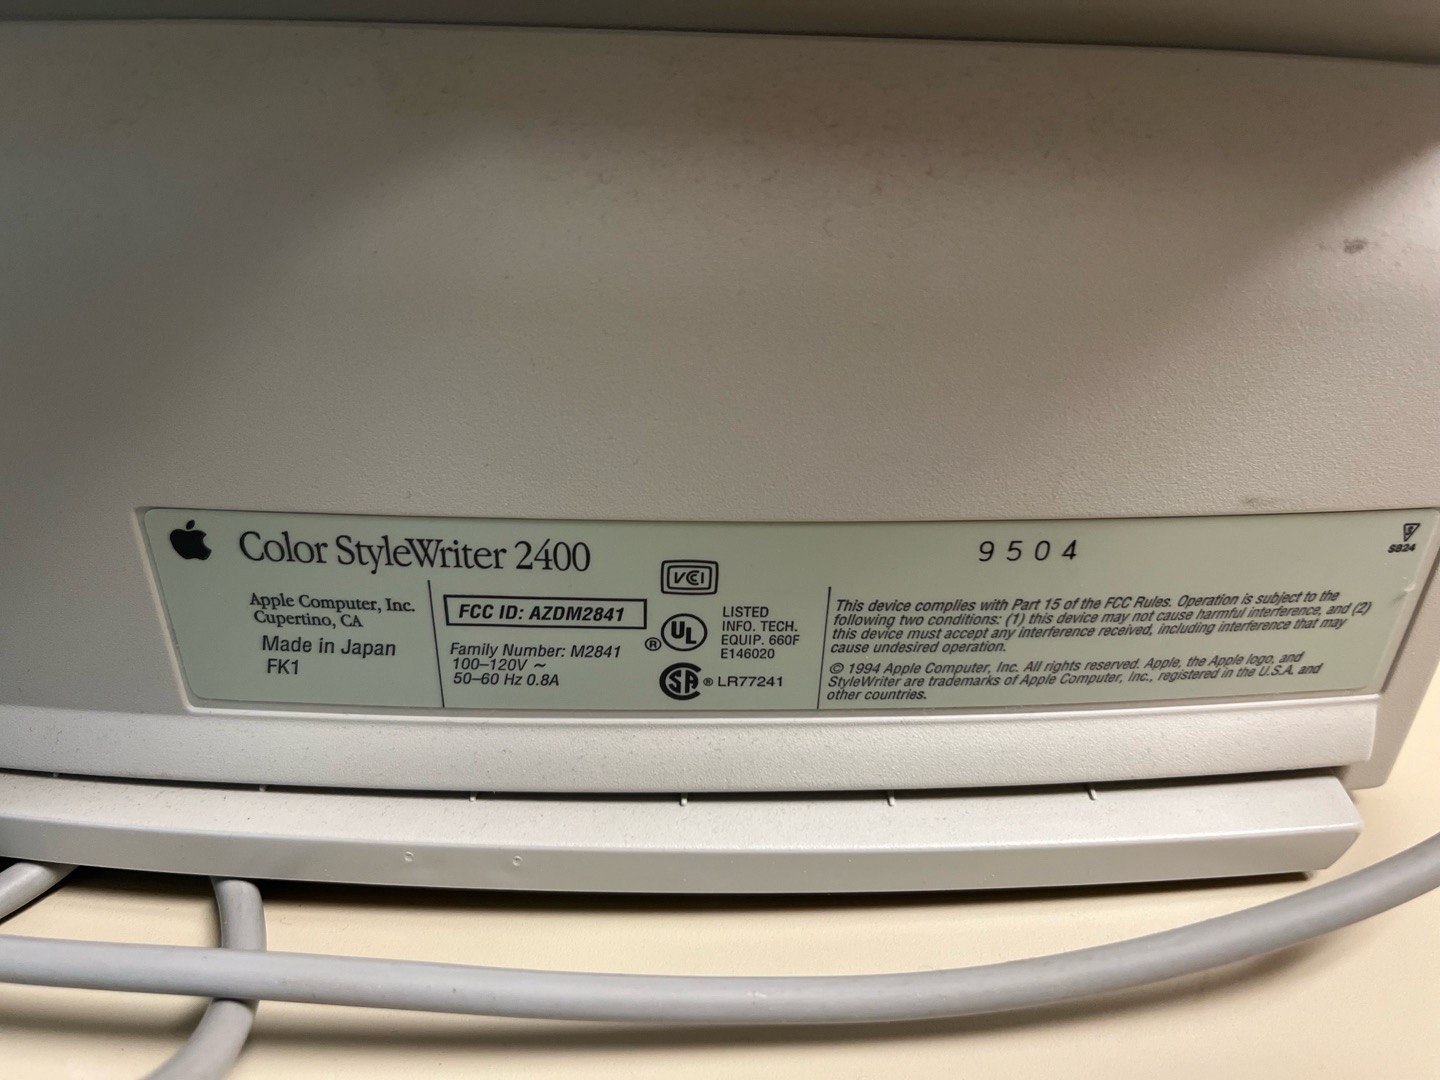 Color StyleWriter 2400
9504
S824
Apple Computer, Inc.
Cupertino, CA
Made in Japan
FK1
FCC ID: AZDM2841
Family Number: M2841
100–120V ~
50–60 Hz 0.8A
VCI
® UL
LISTED
INFO. TECH.
EQUIP. 660F
E146020
SA ® LR77241
This device complies with Part 15 of the FCC Rules. Operation is subject to the
following two conditions: (1) this device may not cause harmful interference, and (2)
this device must accept any interference received, including interference that may
cause undesired operation.
© 1994 Apple Computer, Inc. All rights reserved. Apple, the Apple logo, and
StyleWriter are trademarks of Apple Computer, Inc., registered in the U.S.A. and
other countries.